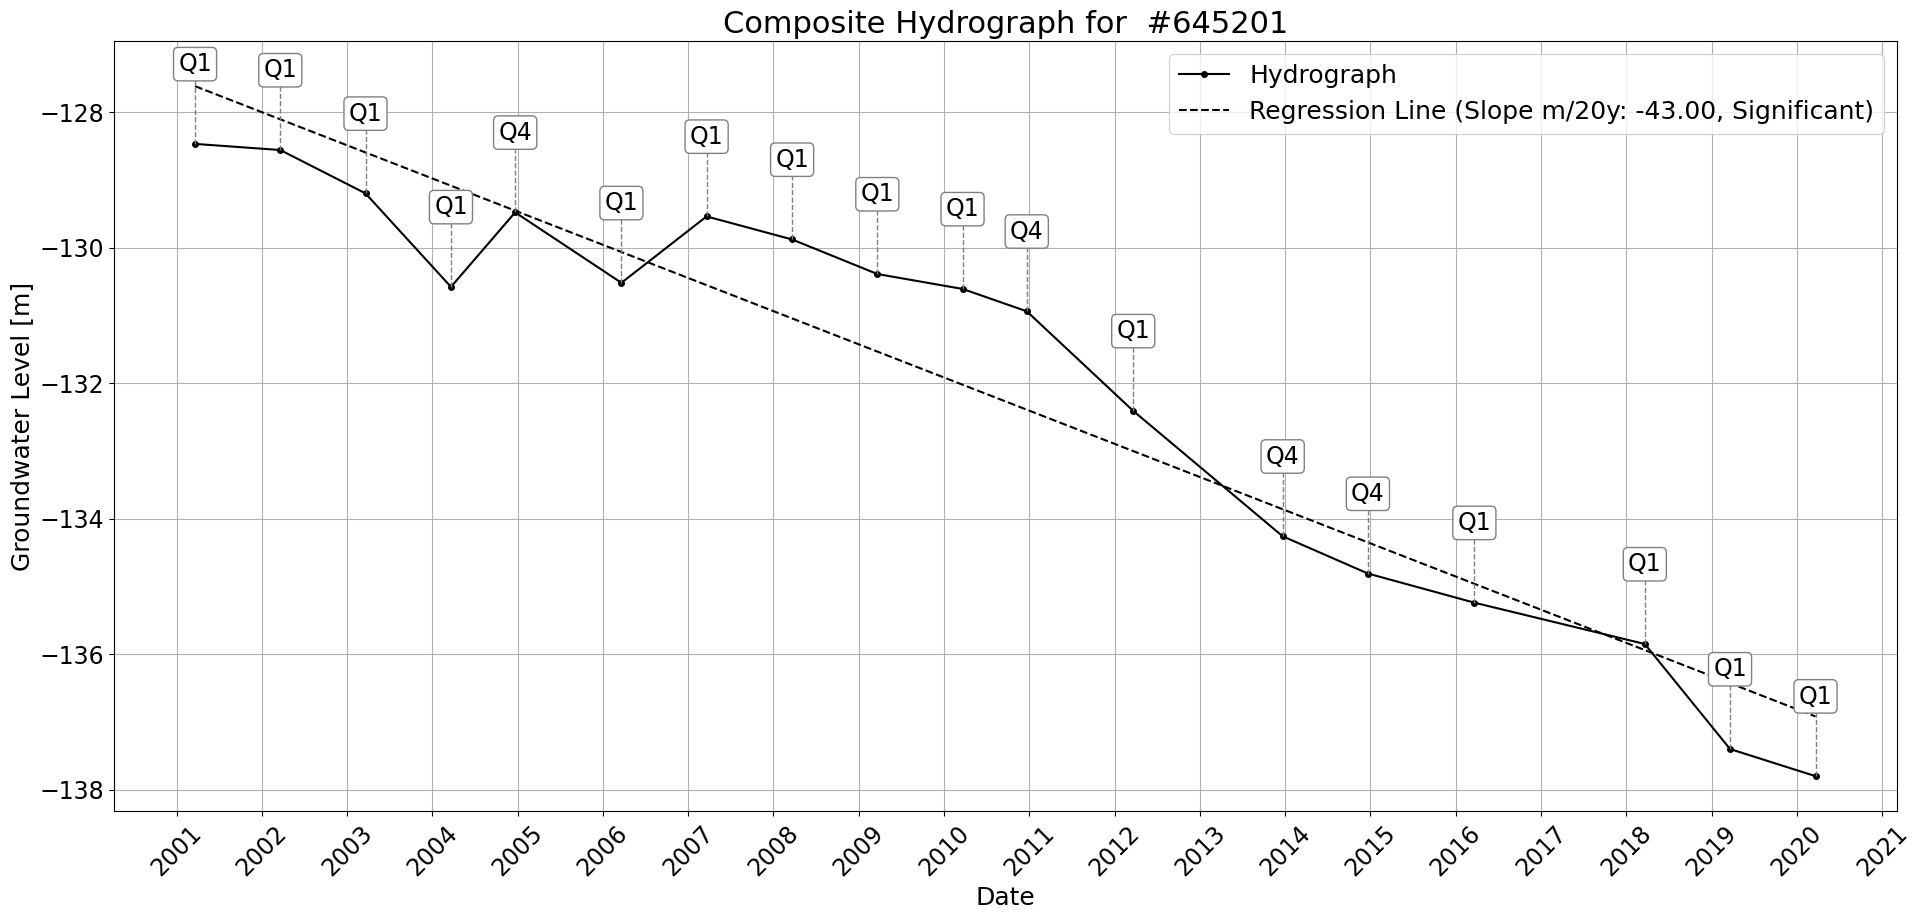 Composite Hydrograph for  #645201
Hydrograph
Regression Line (Slope m/20y: -43.00, Significant)
Q1
Q1
Q1
Q1
Q4
Q1
Q1
Q1
Q1
Q1
Q4
Q1
Q4
Q4
Q1
Q1
Q1
Q1
Groundwater Level [m]
−128
−130
−132
−134
−136
−138
2001
2002
2003
2004
2005
2006
2007
2008
2009
2010
2011
2012
2013
2014
2015
2016
2017
2018
2019
2020
2021
Date